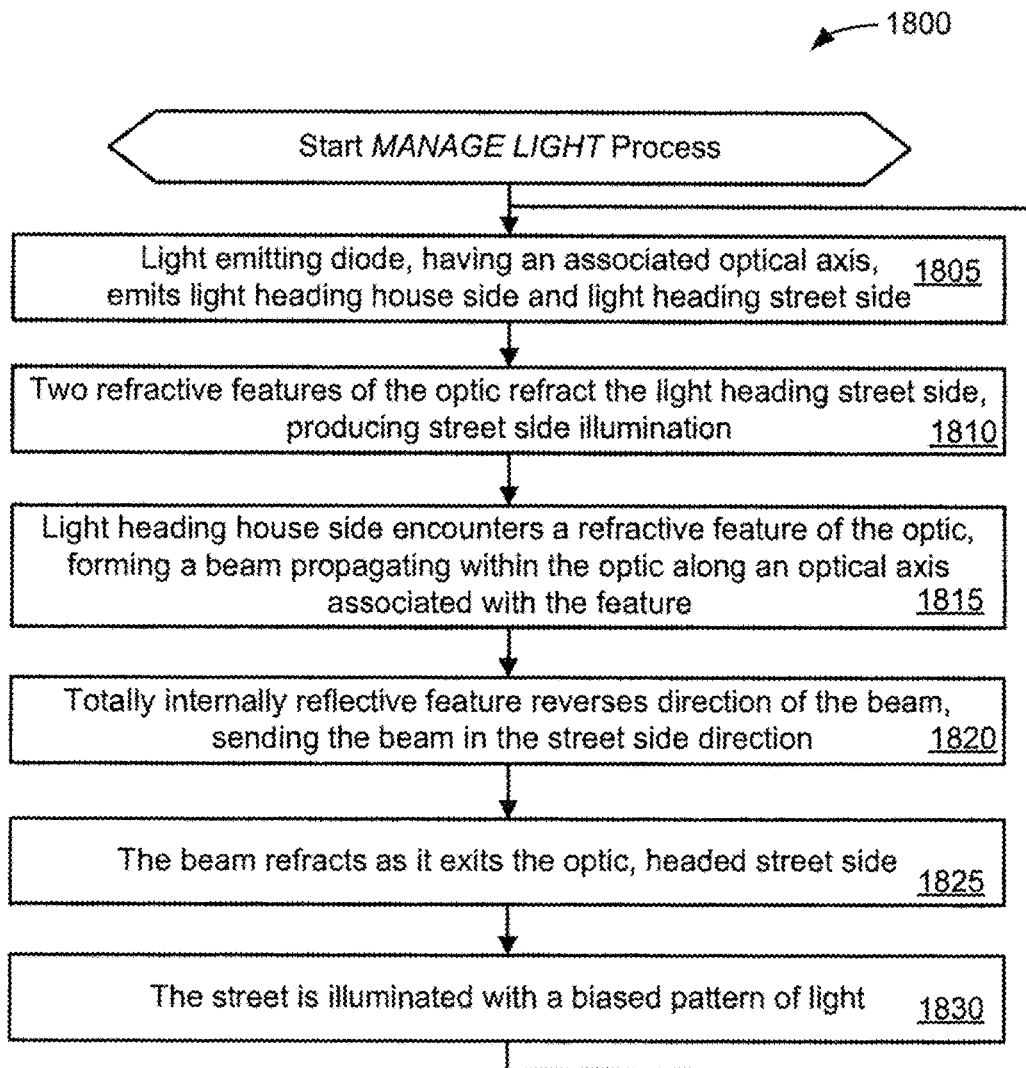 1800
Start MANAGE LIGHT Process
Light emitting diode, having an associated optical axis,
emits light heading house side and light heading street side
1805
Two refractive features of the optic refract the light heading street side,
producing street side illumination
1810
Light heading house side encounters a refractive feature of the optic,
forming a beam propagating within the optic along an optical axis
associated with the feature
1815
Totally internally reflective feature reverses direction of the beam,
sending the beam in the street side direction
1820
The beam refracts as it exits the optic, headed street side
1825
The street is illuminated with a biased pattern of light
1830